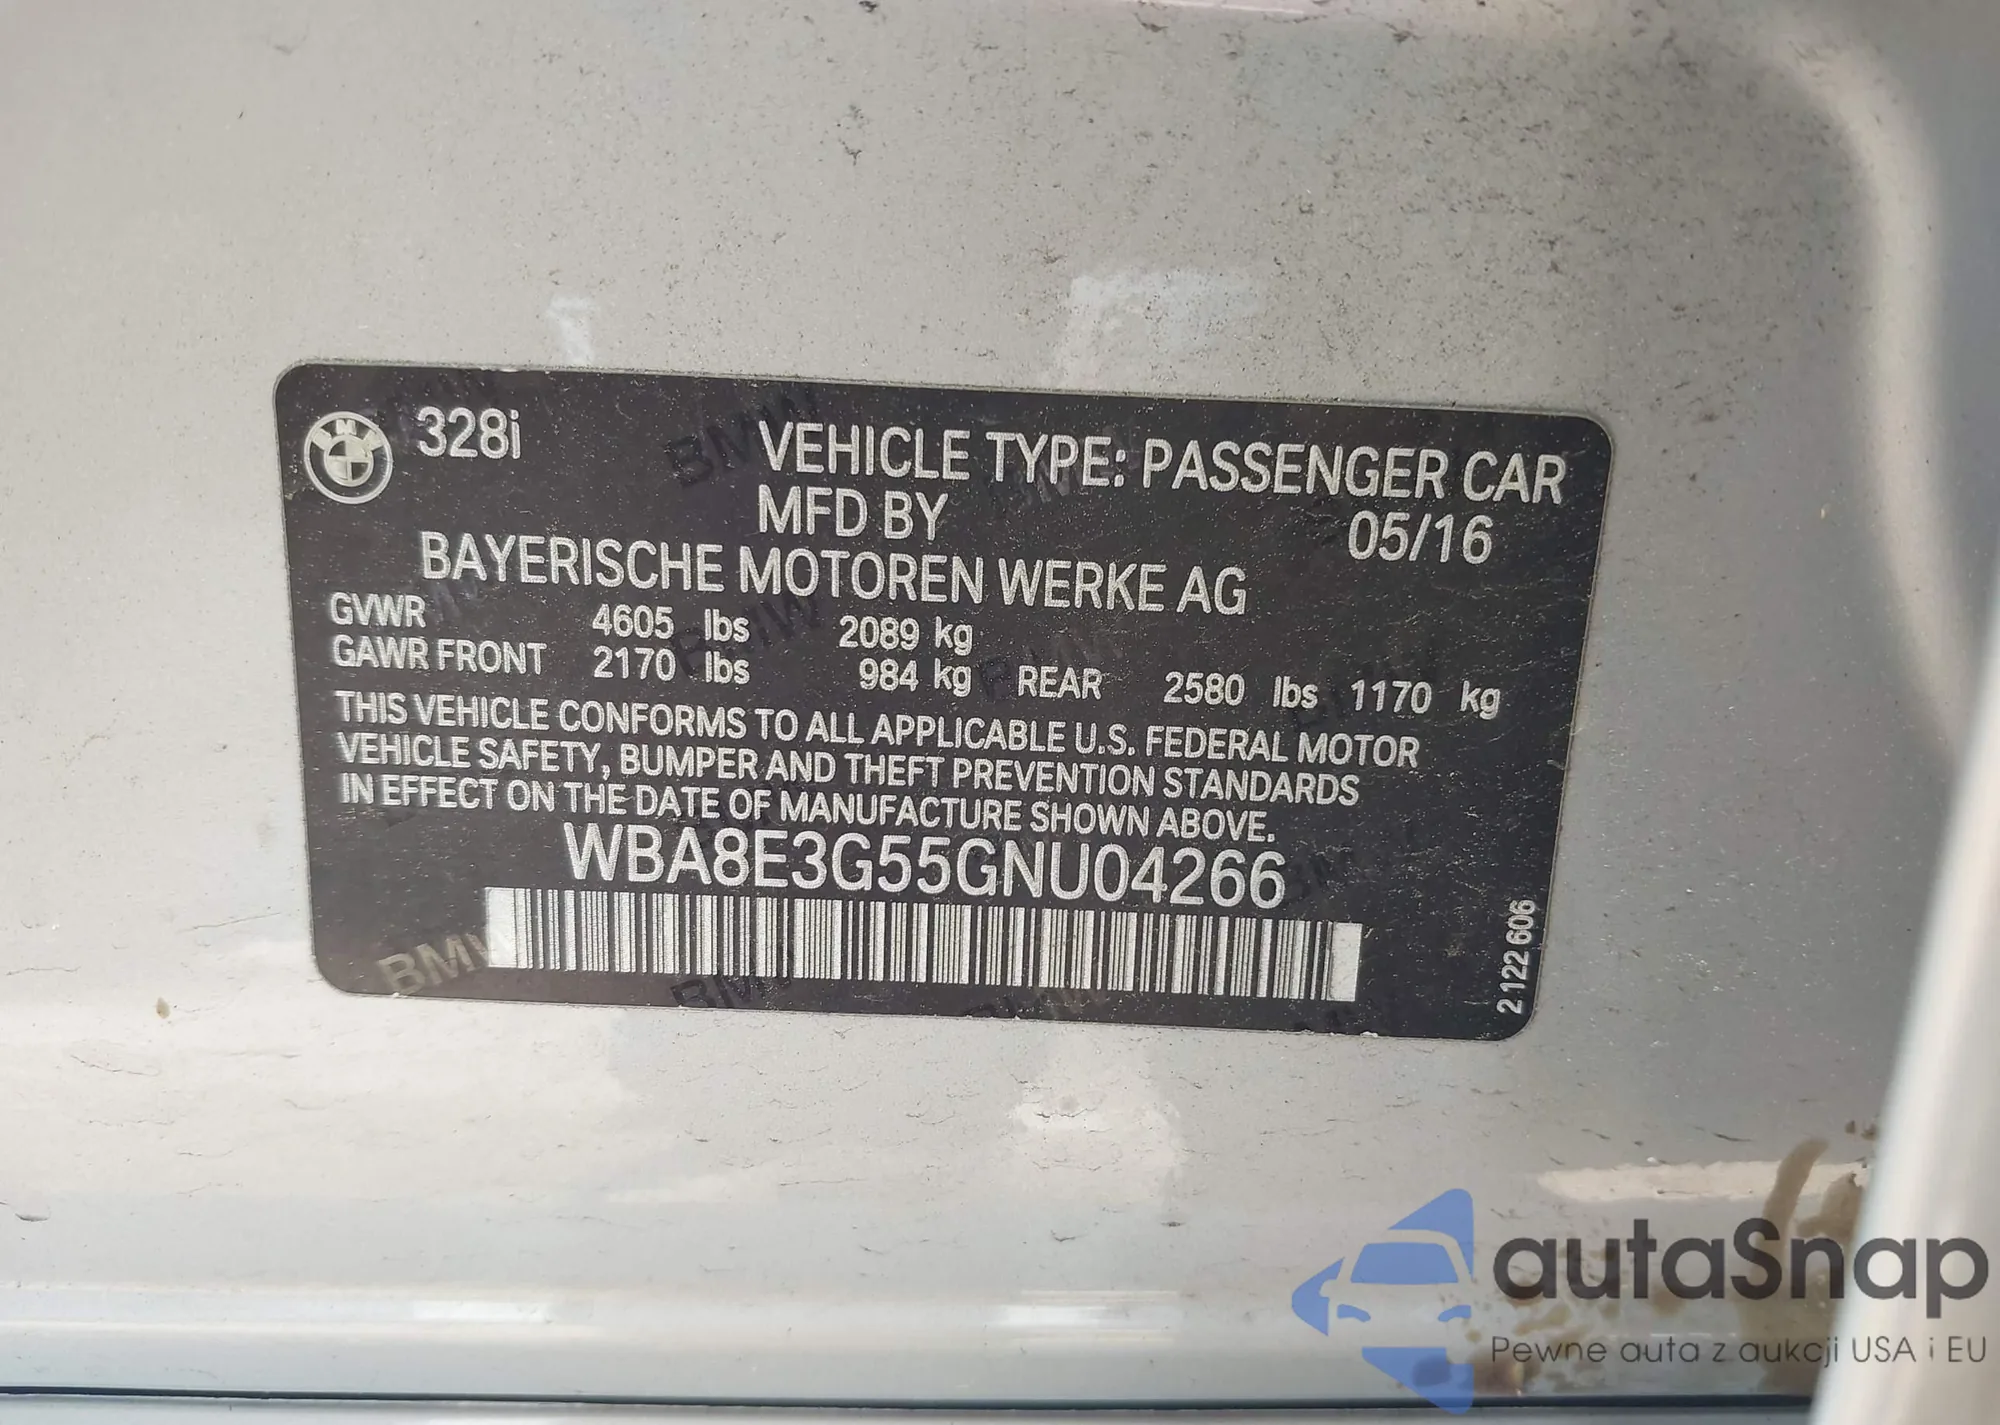 328i
VEHICLE TYPE: PASSENGER CAR
MFD BY 05/16
BAYERISCHE MOTOREN WERKE AG
GVWR 4605 lbs 2089 kg
GAWR FRONT 2170 lbs 984 kg REAR 2580 lbs 1170 kg
THIS VEHICLE CONFORMS TO ALL APPLICABLE U.S. FEDERAL MOTOR
VEHICLE SAFETY, BUMPER AND THEFT PREVENTION STANDARDS
IN EFFECT ON THE DATE OF MANUFACTURE SHOWN ABOVE.
WBA8E3G55GNU04266
BMW
2 122 606
autaSnap
Pewne auta z aukcji USA i EU